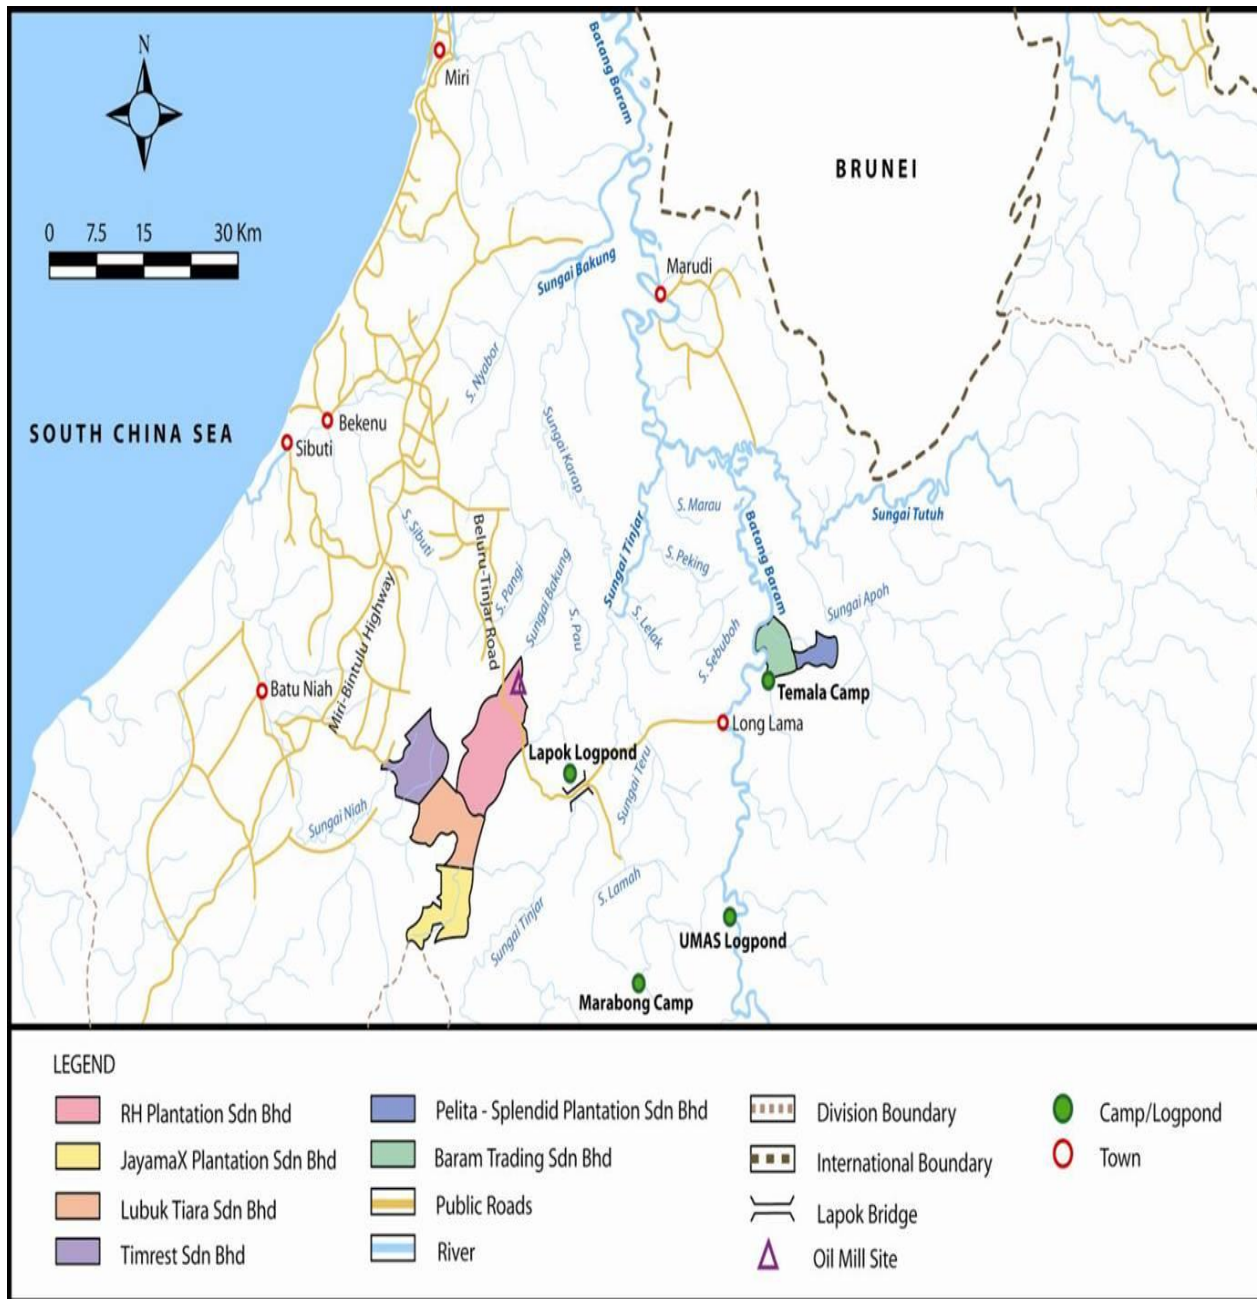 N
Miri
Batang Baram
BRUNEI
0 7.5 15 30 Km
Sungai Bakung
Marudi
S. Nyabor
SOUTH CHINA SEA
Bekenu
Sibuti
Sungai Karap
S. Marau
Sungai Tutuh
S. Sibuti
Beluru-Tinjar Road
Sungai Tinjar
Batang Baram
S. Peking
S. Pangi
Sungai Bakung
S. Pau
S. Lelak
S. Sebuboh
Sungai Apoh
Miri-Bintulu Highway
Batu Niah
Temala Camp
Long Lama
Lapok Logpond
Sungai Teru
Sungai Niah
S. Lamah
Sungai Tinjar
UMAS Logpond
Marabong Camp
LEGEND
RH Plantation Sdn Bhd
JayamaX Plantation Sdn Bhd
Lubuk Tiara Sdn Bhd
Timrest Sdn Bhd
Pelita - Splendid Plantation Sdn Bhd
Baram Trading Sdn Bhd
Public Roads
River
Division Boundary
International Boundary
Lapok Bridge
Oil Mill Site
Camp/Logpond
Town